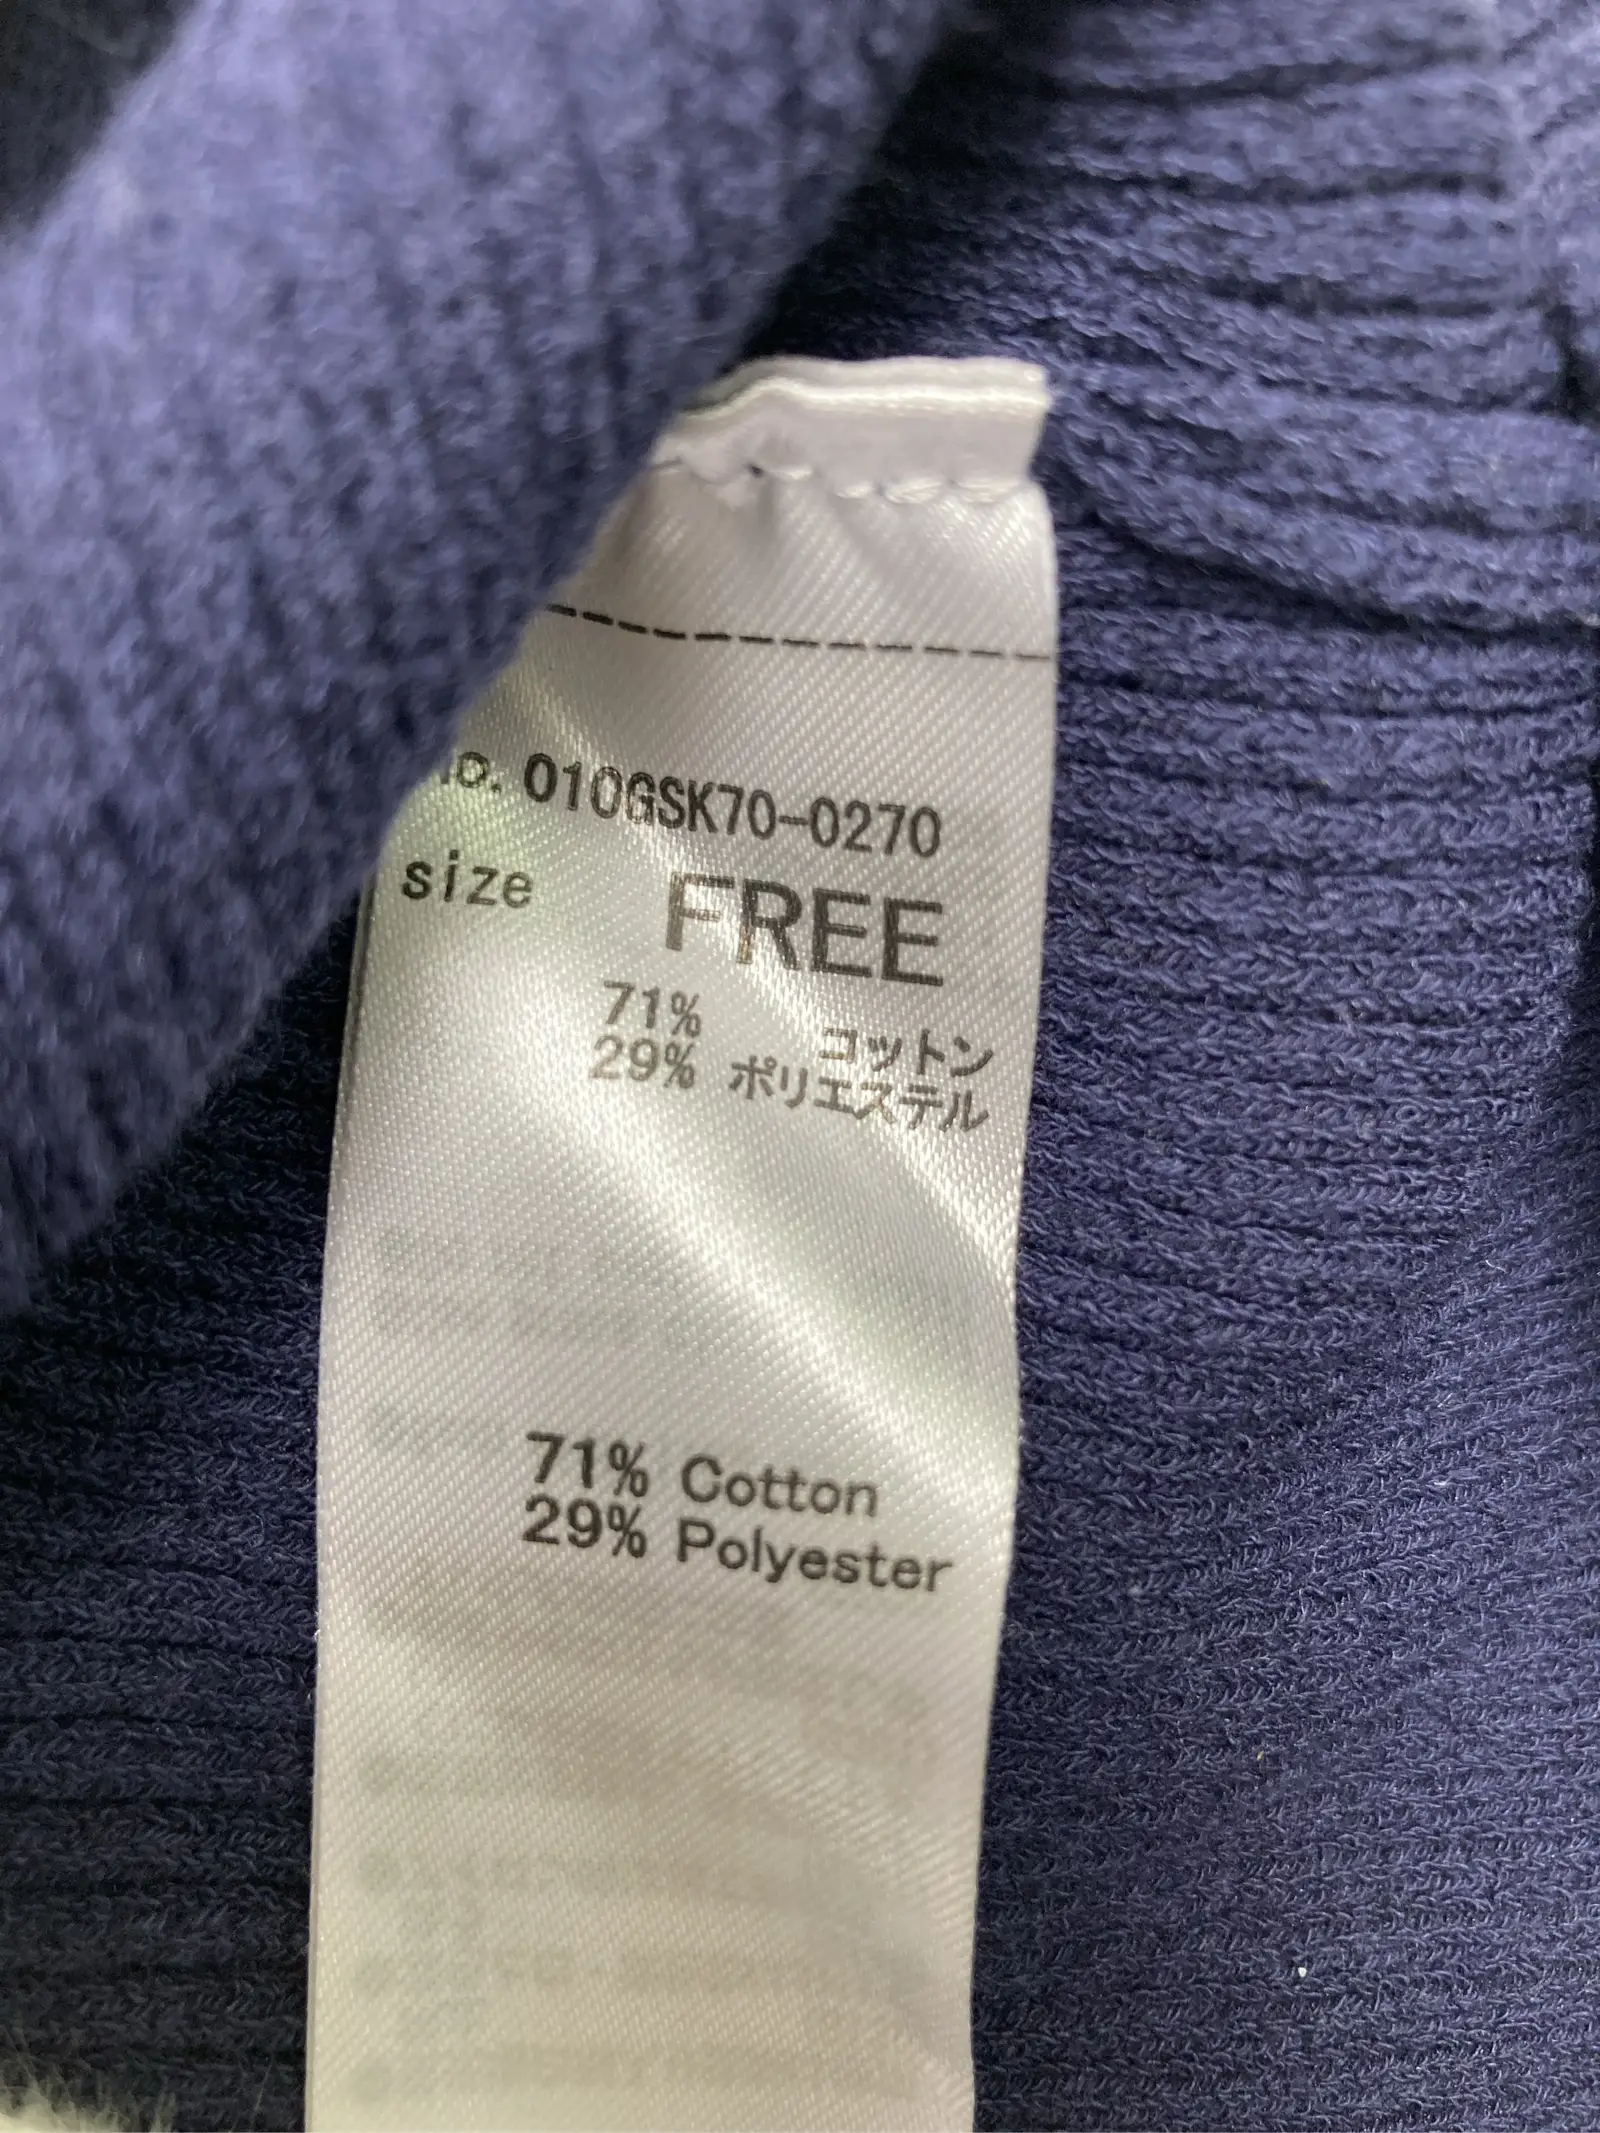 No. 010GSK70-0270
size FREE
71% コットン
29% ポリエステル
71% Cotton
29% Polyester